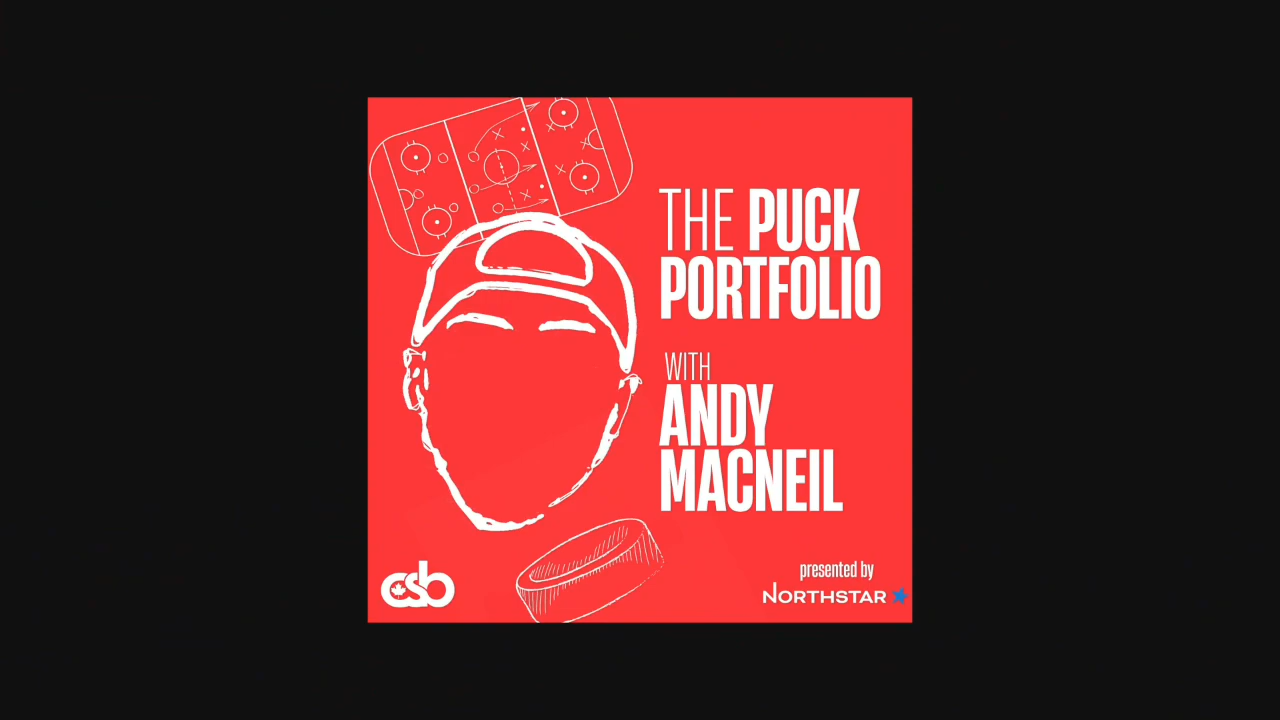 THE PUCK
PORTFOLIO
WITH
ANDY
MACNEIL
csb
presented by
NORTHSTAR